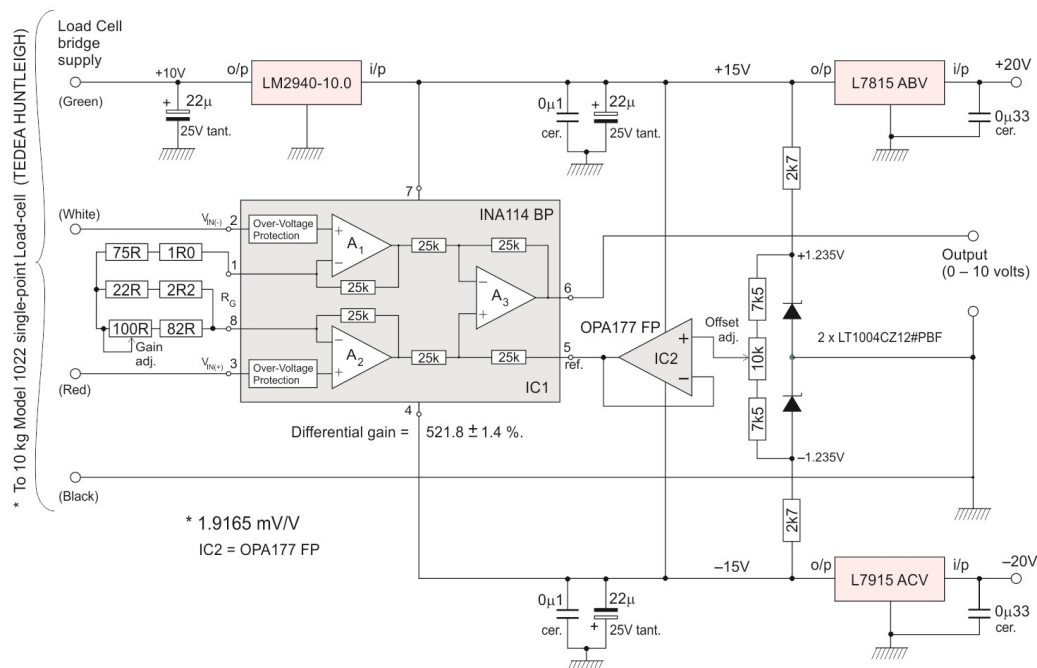 * To 10 kg Model 1022 single-point Load-cell (TEDEA HUNTLEIGH)
Load Cell
bridge
supply
(Green)
+10V
o/p
LM2940-10.0
i/p
+
22μ
25V tant.
+15V
0μ1
cer.
+
22μ
25V tant.
o/p
L7815 ABV
i/p
+20V
0μ33
cer.
2k7
7
INA114 BP
(White)
VIN(-)
2
Over-Voltage
Protection
+
–
A1
25k
25k
25k
75R
1R0
1
22R
2R2
RG
100R
82R
8
Gain
adj.
–
+
A3
6
25k
–
+
A2
25k
25k
5
ref.
VIN(+)
3
Over-Voltage
Protection
(Red)
IC1
4
Differential gain = 521.8 ± 1.4 %.
OPA177 FP
IC2
+
–
Offset
adj.
7k5
10k
7k5
+1.235V
2 x LT1004CZ12#PBF
–1.235V
Output
(0 – 10 volts)
(Black)
* 1.9165 mV/V
IC2 = OPA177 FP
2k7
–15V
0μ1
cer.
22μ
+
25V tant.
o/p
L7915 ACV
i/p
–20V
0μ33
cer.